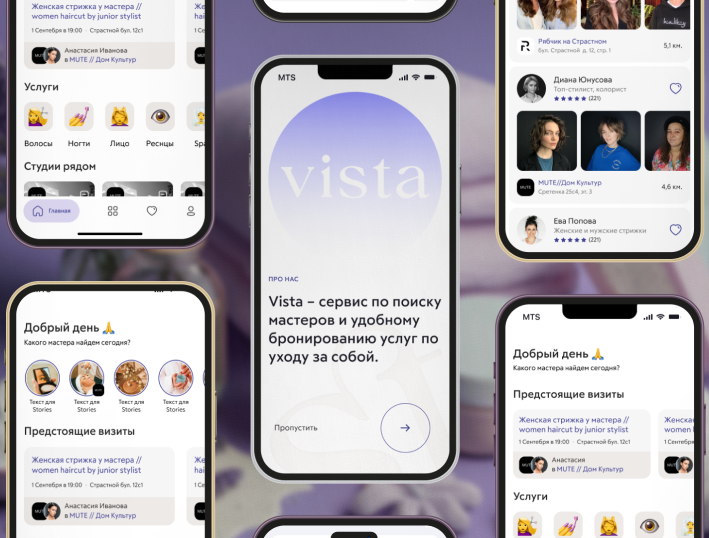 Женская стрижка у мастера //
women haircut by junior stylist
1 Сентября в 19:00 · Страстной бул. 12с1
Анастасия Иванова
в MUTE // Дом Культур
Услуги
Волосы
Ногти
Лицо
Ресницы
Студии рядом
Главная
MTS
vista
ПРО НАС
Vista – сервис по поиску
мастеров и удобному
бронированию услуг по
уходу за собой.
Пропустить
Рябчик на Страстном
бул. Страстной д. 12, стр. 1
5,1 км.
Диана Юнусова
Топ-стилист, колорист
(221)
MUTE//Дом Культур
Сретенка 25с4, эт. 3
4,6 км.
Ева Попова
Женские и мужские стрижки
(221)
Добрый день 🙏
Какого мастера найдем сегодня?
Текст для
Stories
Текст для
Stories
Текст для
Stories
Текст для
Stories
Предстоящие визиты
Женская стрижка у мастера //
women haircut by junior stylist
1 Сентября в 19:00 · Страстной бул. 12с1
Анастасия Иванова
в MUTE // Дом Культур
MTS
Добрый день 🙏
Какого мастера найдем сегодня?
Предстоящие визиты
Женская стрижка у мастера //
women haircut by junior stylist
1 Сентября в 19:00 · Страстной бул. 12с1
Анастасия
в MUTE // Дом Культур
Услуги